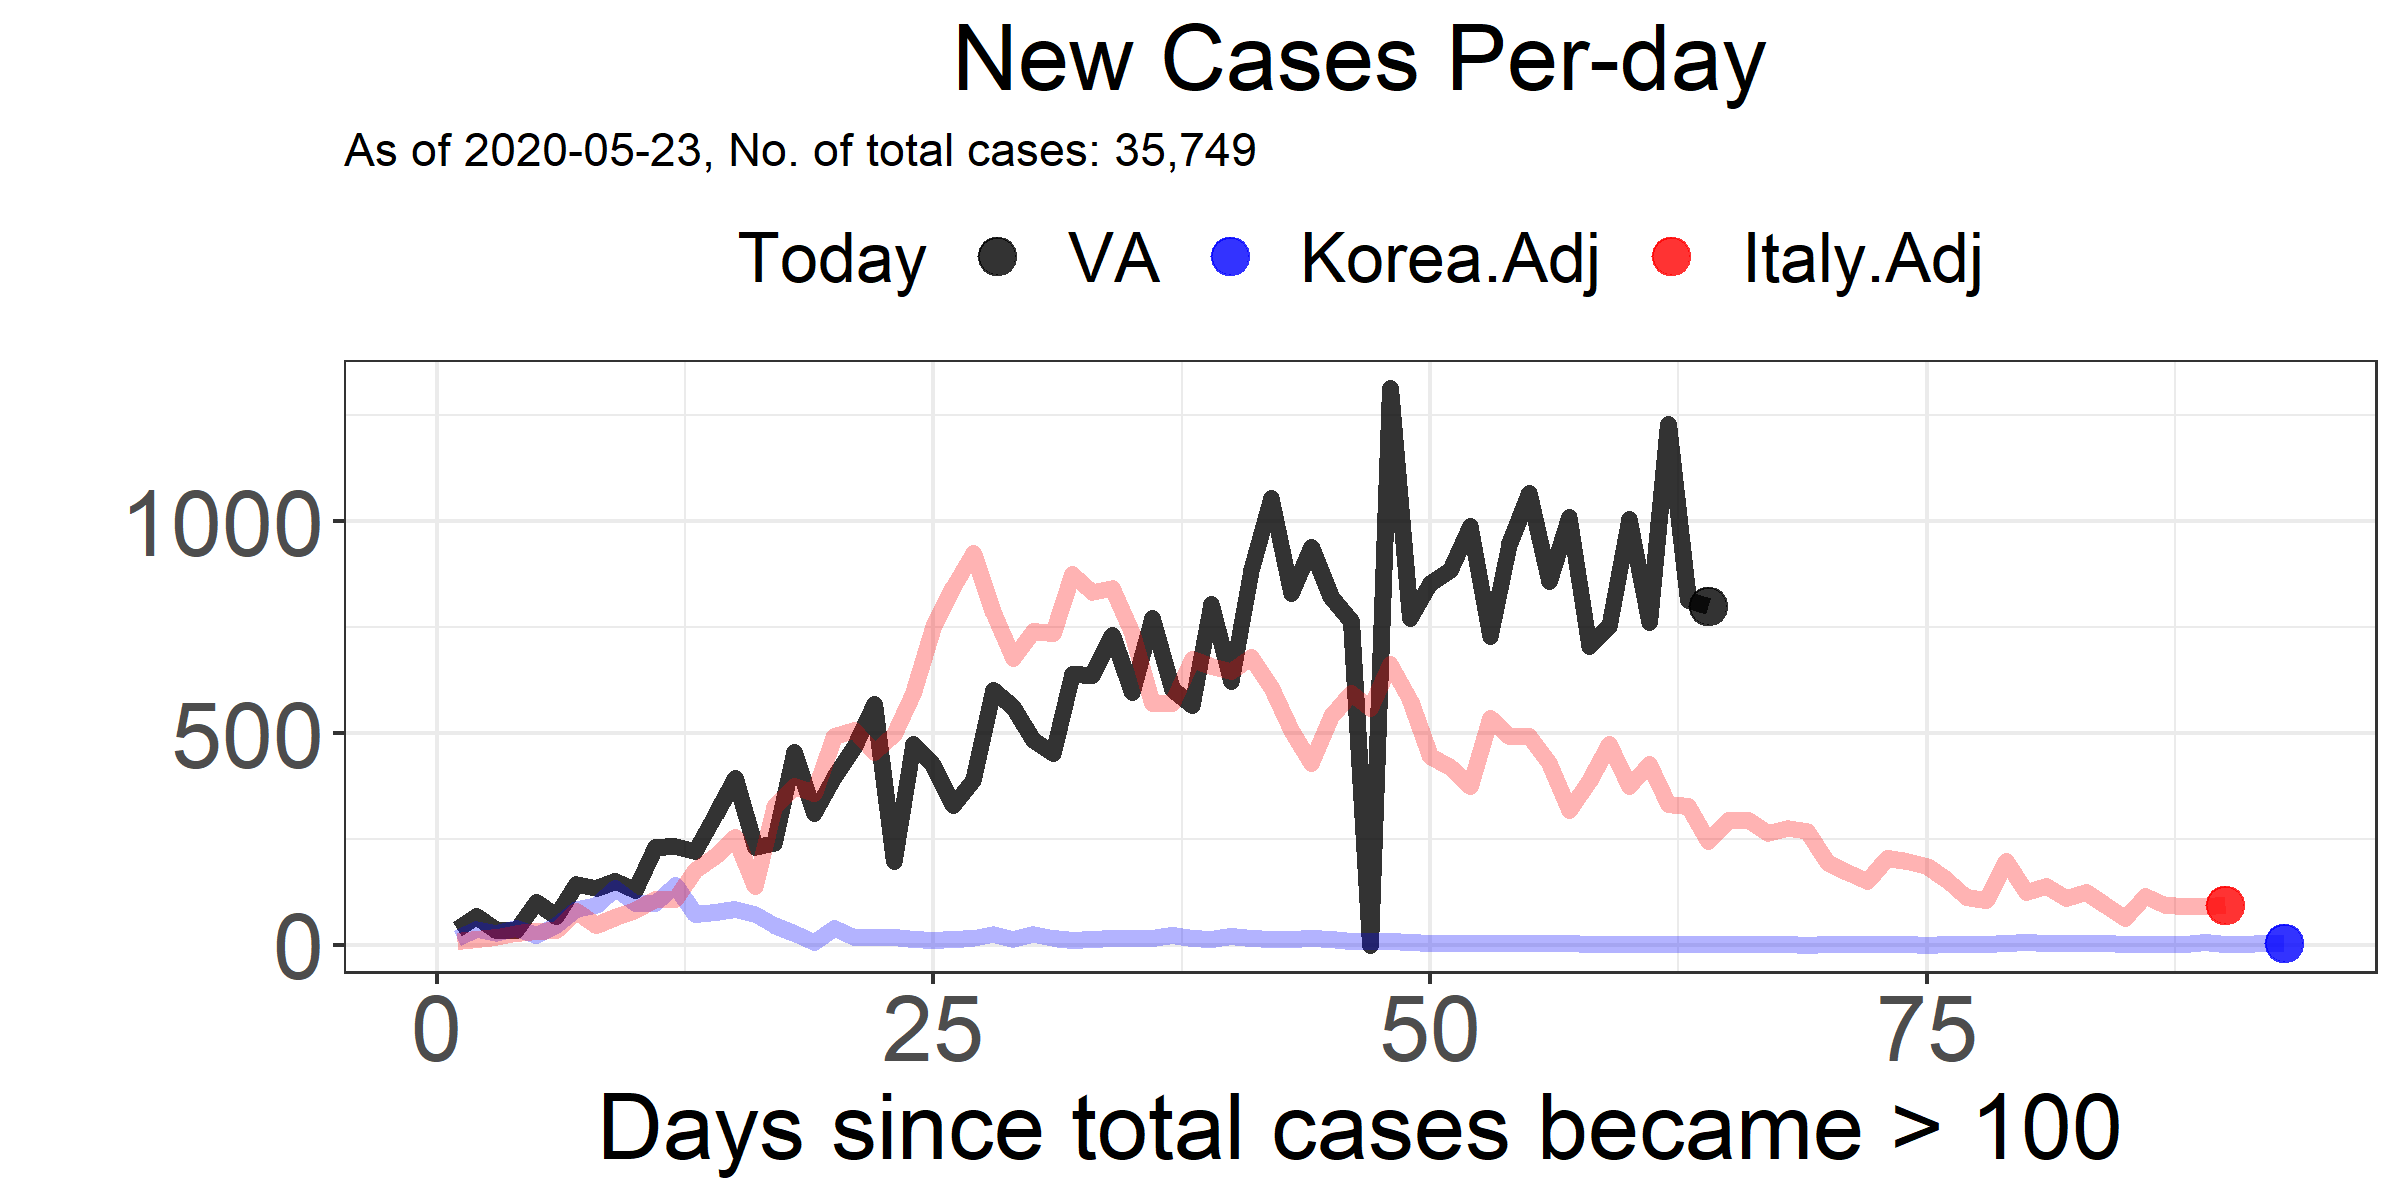 New Cases Per-day
As of 2020-05-23, No. of total cases: 35,749
Today VA Korea.Adj Italy.Adj
1000
500
0
0 25 50 75
Days since total cases became > 100